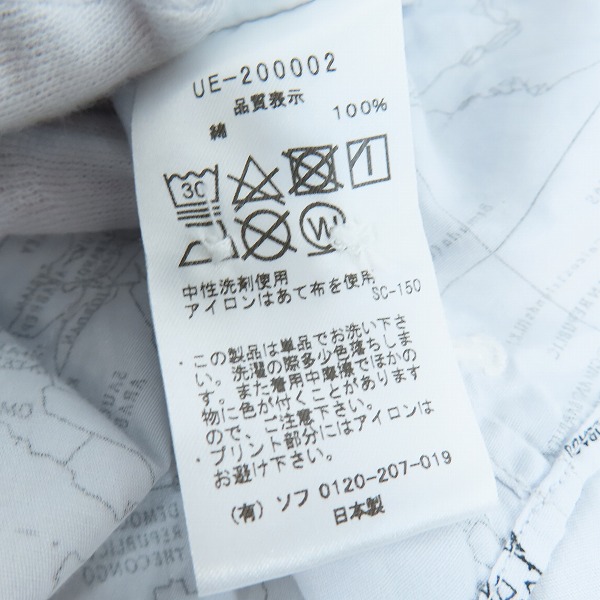 UE-200002
品質表示
綿 100%
30
W
中性洗剤使用
アイロンはあて布を使用 SC-150
・この製品は単品でお洗い下さ
い。洗濯の際多少色落ちしま
す。また着用中摩擦でほかの
物に色が付くことがあります
ので、ご注意下さい。
・プリント部分にはアイロンは
お避け下さい。
(有) ソフ 0120-207-019
日本製
DEMO
REPUBLIC
THE CONGO